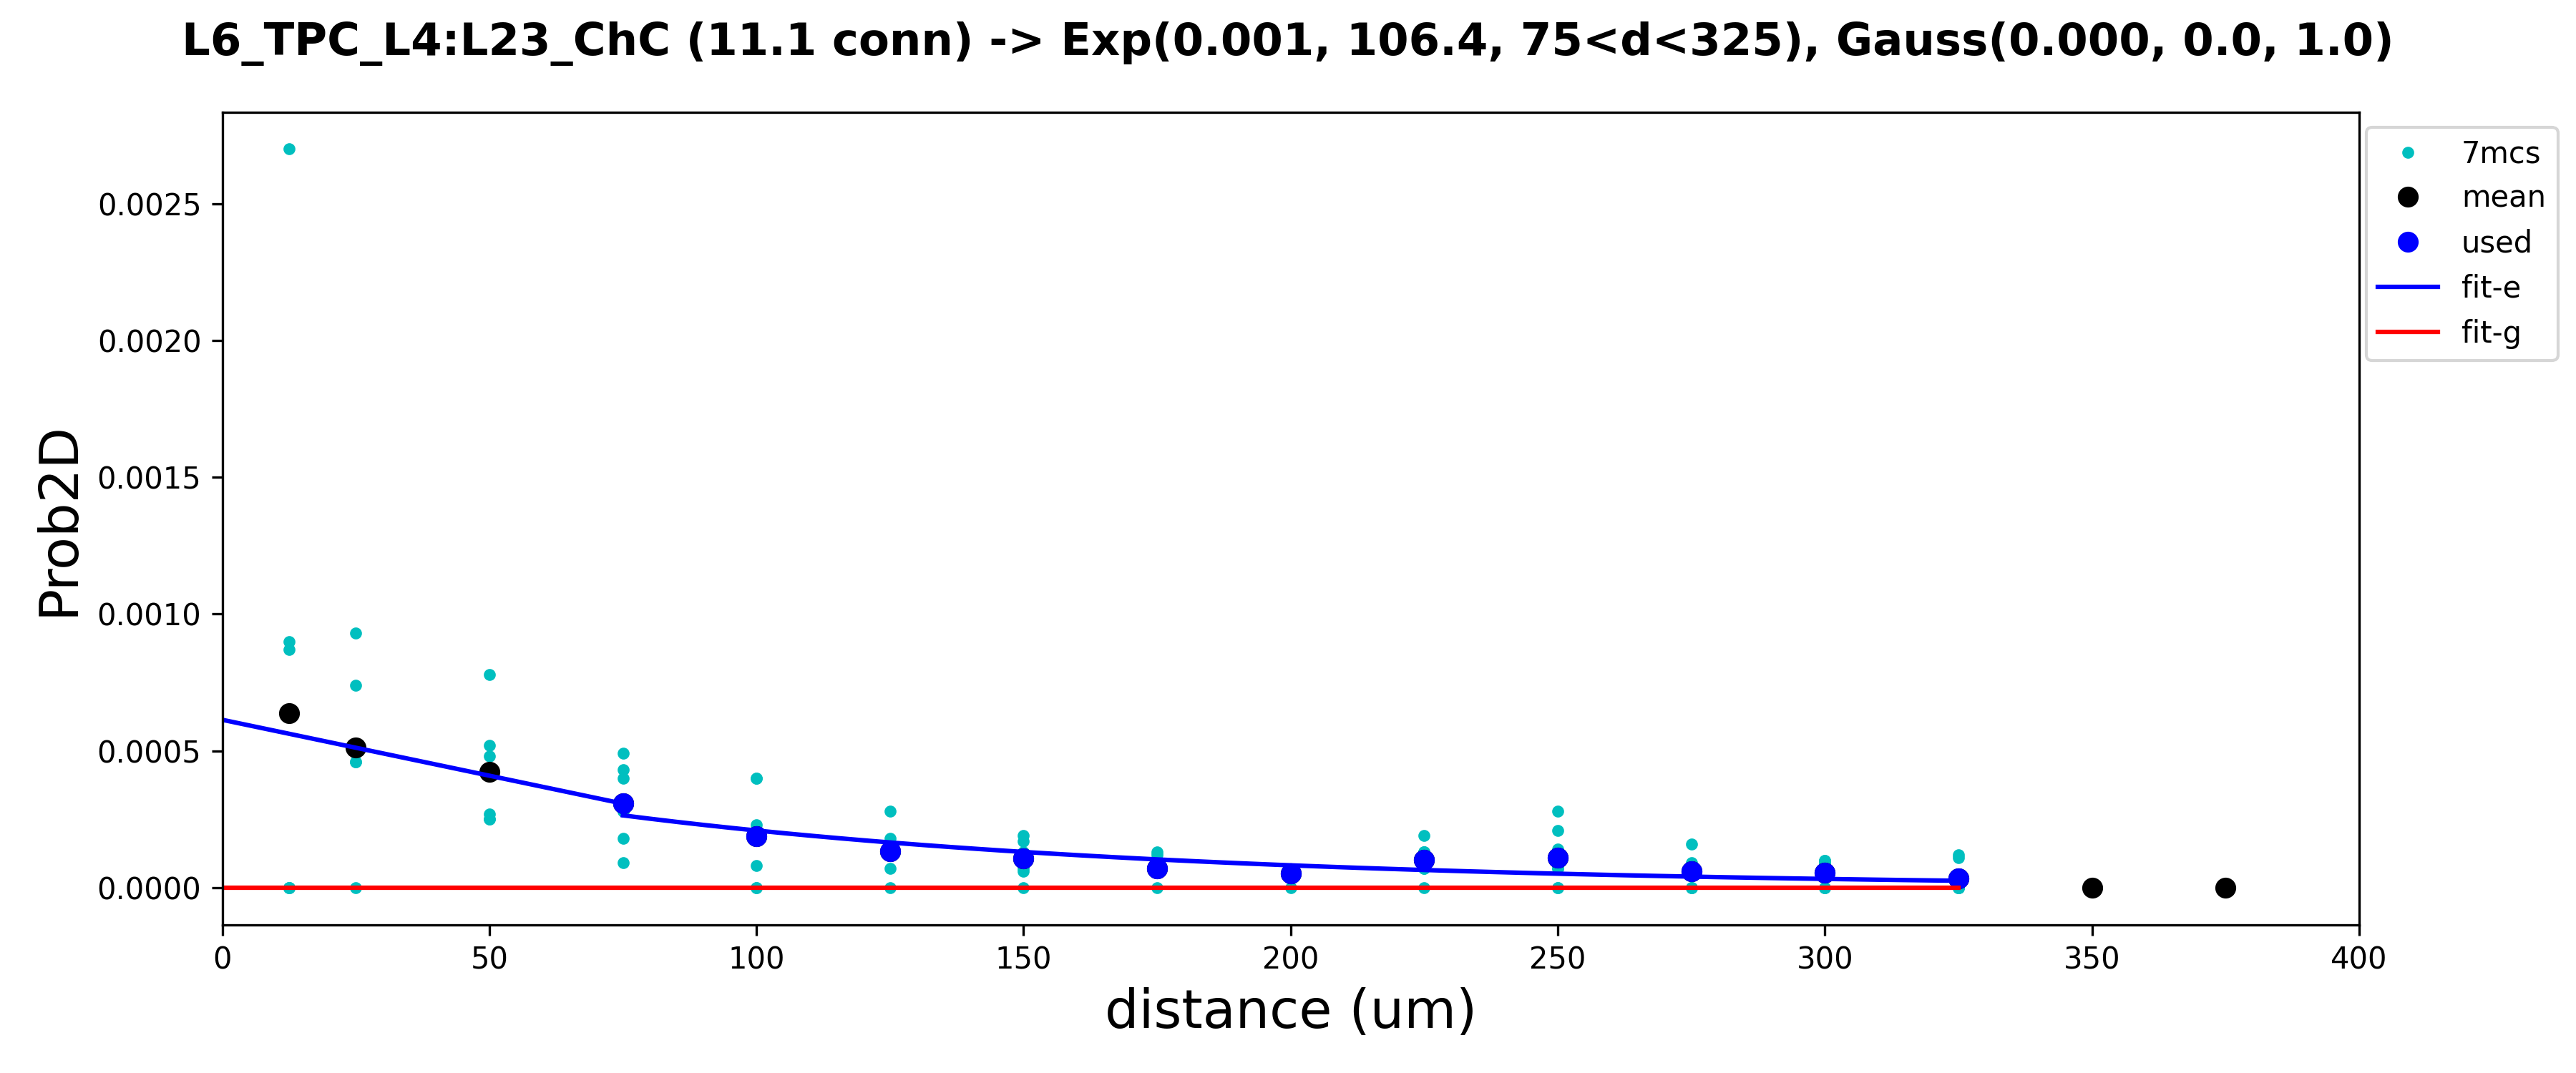 L6_TPC_L4:L23_ChC (11.1 conn) -> Exp(0.001, 106.4, 75<d<325), Gauss(0.000, 0.0, 1.0)
7mcs
mean
used
fit-e
fit-g
Prob2D
0.0025
0.0020
0.0015
0.0010
0.0005
0.0000
0 50 100 150 200 250 300 350 400
distance (um)